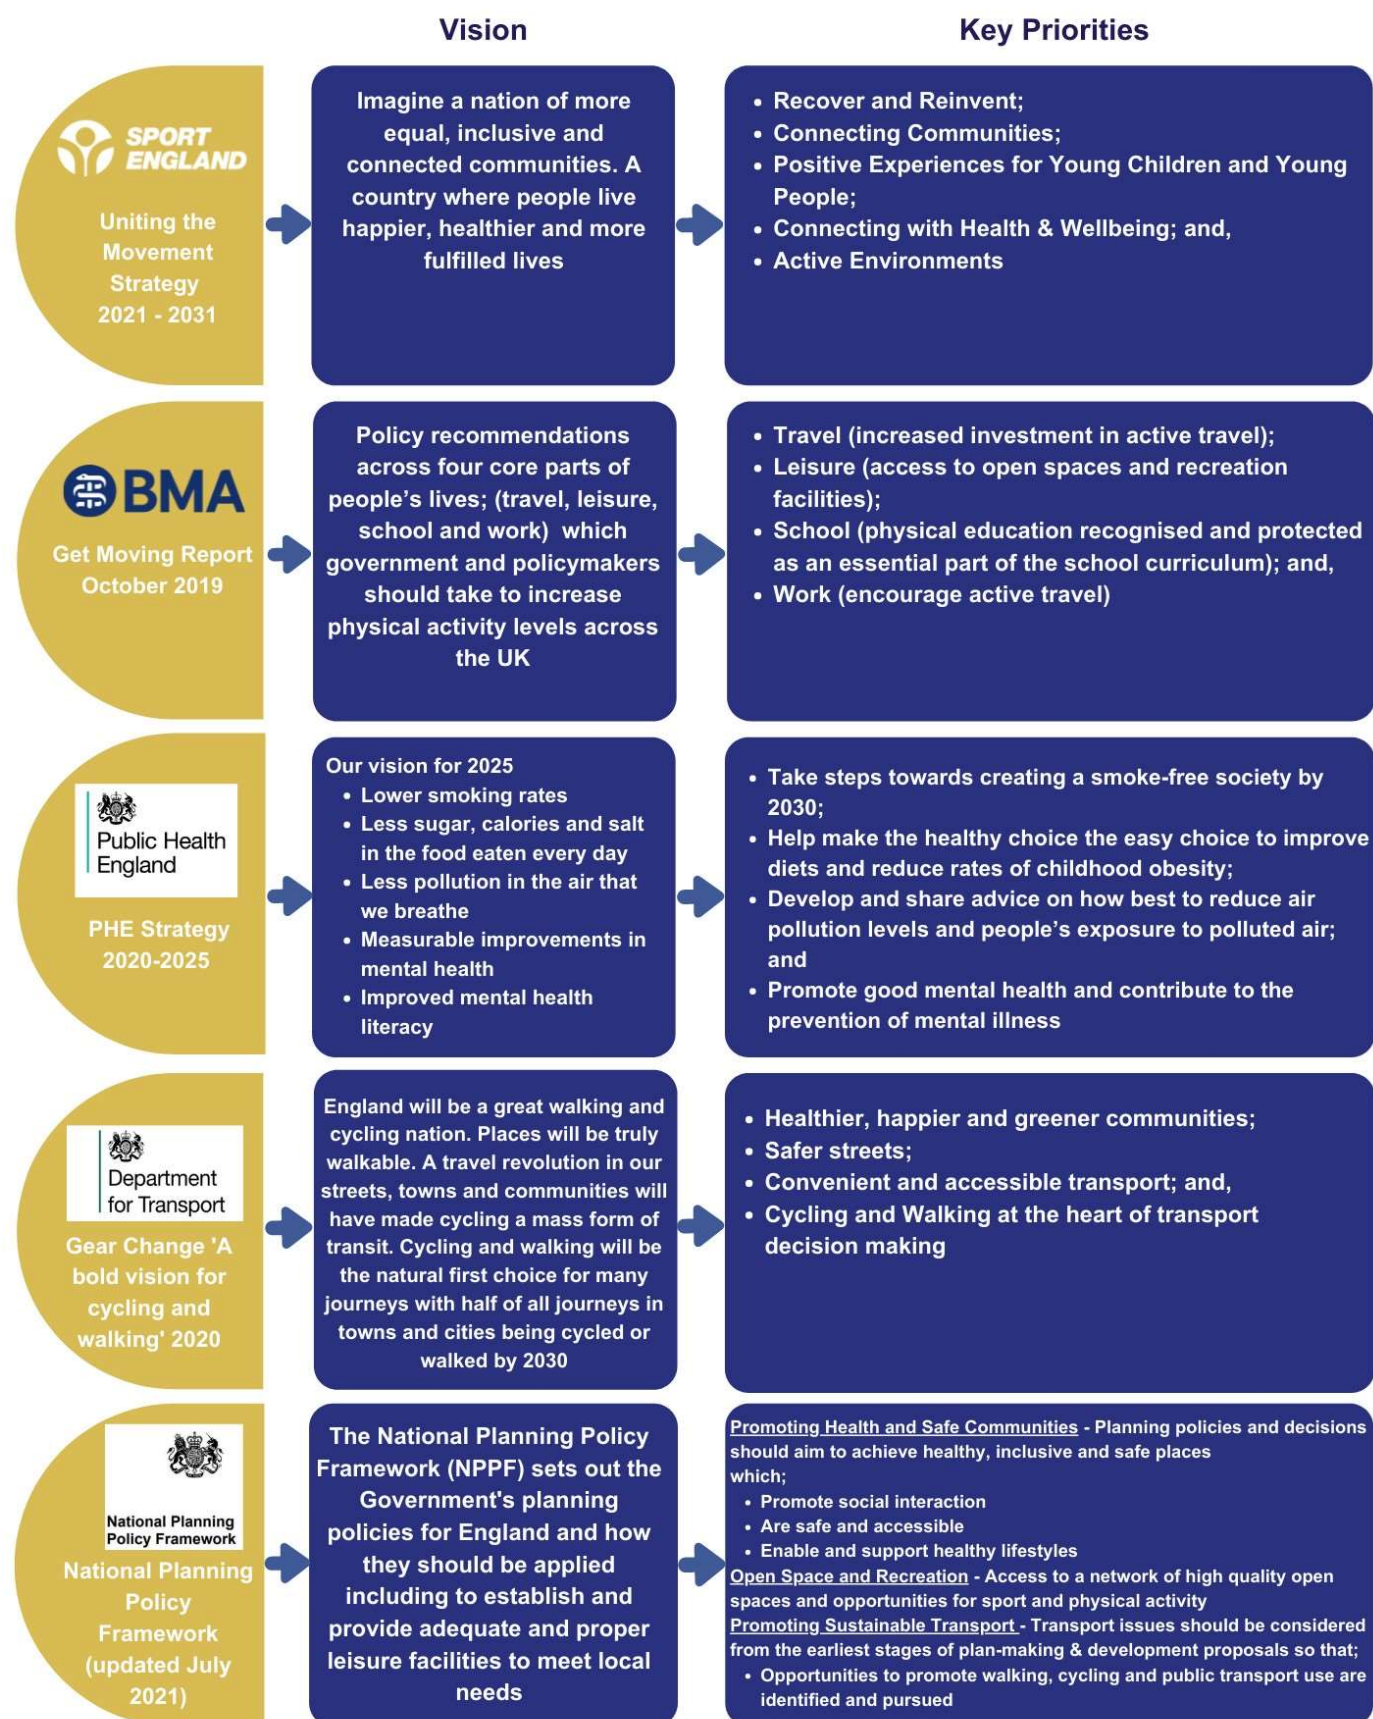 Vision
Key Priorities
SPORT
ENGLAND
Uniting the
Movement
Strategy
2021 - 2031
Imagine a nation of more
equal, inclusive and
connected communities. A
country where people live
happier, healthier and more
fulfilled lives
• Recover and Reinvent;
• Connecting Communities;
• Positive Experiences for Young Children and Young
People;
• Connecting with Health & Wellbeing; and,
• Active Environments
BMA
Get Moving Report
October 2019
Policy recommendations
across four core parts of
people’s lives; (travel, leisure,
school and work) which
government and policymakers
should take to increase
physical activity levels across
the UK
• Travel (increased investment in active travel);
• Leisure (access to open spaces and recreation
facilities);
• School (physical education recognised and protected
as an essential part of the school curriculum); and,
• Work (encourage active travel)
Public Health
England
PHE Strategy
2020-2025
Our vision for 2025
• Lower smoking rates
• Less sugar, calories and salt
in the food eaten every day
• Less pollution in the air that
we breathe
• Measurable improvements in
mental health
• Improved mental health
literacy
• Take steps towards creating a smoke-free society by
2030;
• Help make the healthy choice the easy choice to improve
diets and reduce rates of childhood obesity;
• Develop and share advice on how best to reduce air
pollution levels and people’s exposure to polluted air;
and
• Promote good mental health and contribute to the
prevention of mental illness
Department
for Transport
Gear Change 'A
bold vision for
cycling and
walking' 2020
England will be a great walking and
cycling nation. Places will be truly
walkable. A travel revolution in our
streets, towns and communities will
have made cycling a mass form of
transit. Cycling and walking will be
the natural first choice for many
journeys with half of all journeys in
towns and cities being cycled or
walked by 2030
• Healthier, happier and greener communities;
• Safer streets;
• Convenient and accessible transport; and,
• Cycling and Walking at the heart of transport
decision making
National Planning
Policy Framework
National Planning
Policy
Framework
(updated July
2021)
The National Planning Policy
Framework (NPPF) sets out the
Government's planning
policies for England and how
they should be applied
including to establish and
provide adequate and proper
leisure facilities to meet local
needs
Promoting Health and Safe Communities - Planning policies and decisions
should aim to achieve healthy, inclusive and safe places
which;
• Promote social interaction
• Are safe and accessible
• Enable and support healthy lifestyles
Open Space and Recreation - Access to a network of high quality open
spaces and opportunities for sport and physical activity
Promoting Sustainable Transport - Transport issues should be considered
from the earliest stages of plan-making & development proposals so that;
• Opportunities to promote walking, cycling and public transport use are
identified and pursued